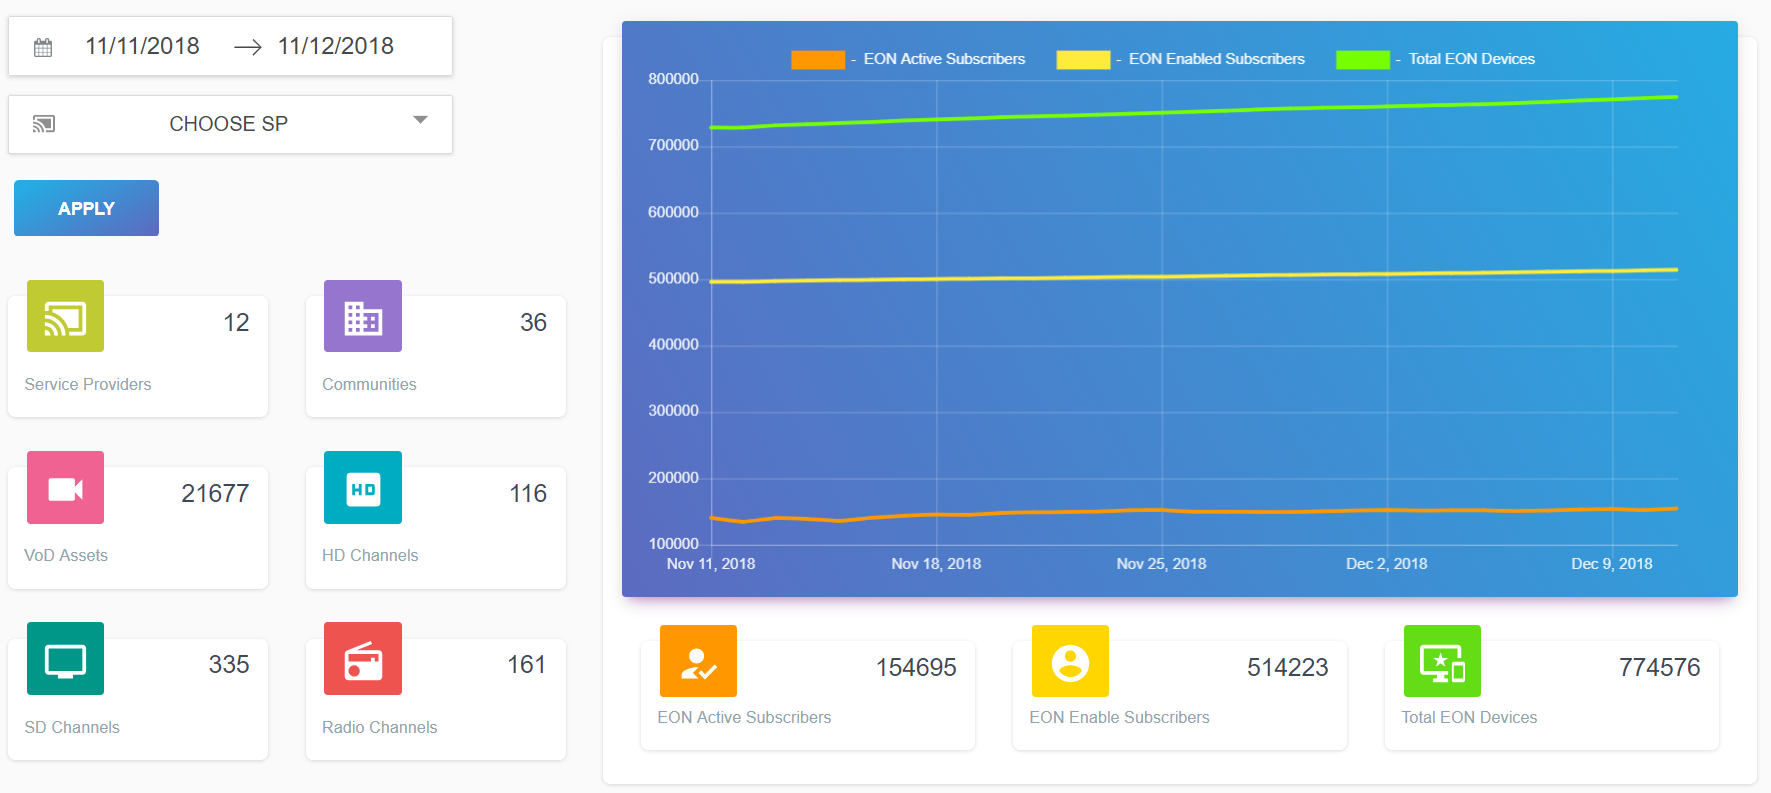 11/11/2018 → 11/12/2018
CHOOSE SP
APPLY
12
Service Providers
36
Communities
21677
VoD Assets
116
HD Channels
335
SD Channels
161
Radio Channels
- EON Active Subscribers - EON Enabled Subscribers - Total EON Devices
800000
700000
600000
500000
400000
300000
200000
100000
Nov 11, 2018 Nov 18, 2018 Nov 25, 2018 Dec 2, 2018 Dec 9, 2018
154695
EON Active Subscribers
514223
EON Enable Subscribers
774576
Total EON Devices